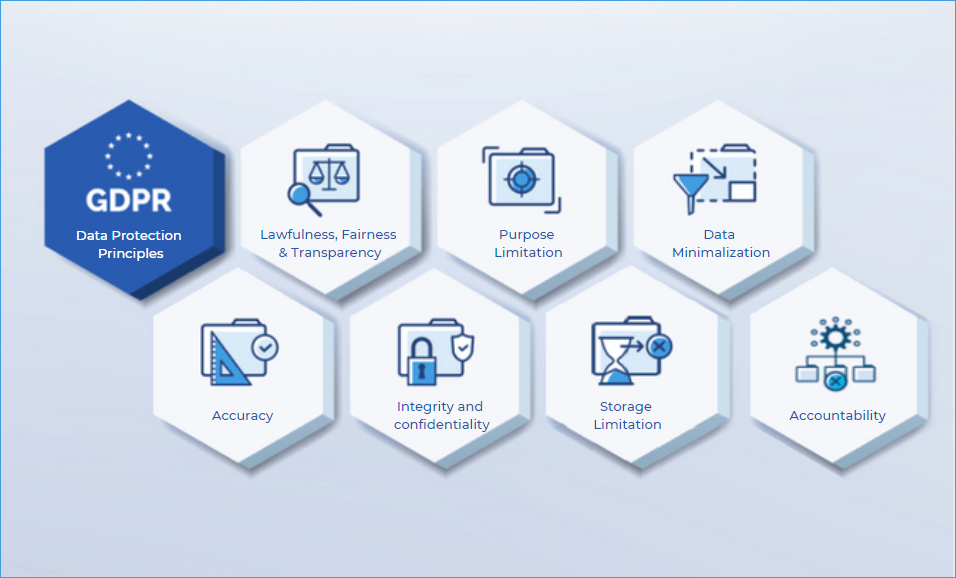 GDPR
Data Protection
Principles
Lawfulness, Fairness
& Transparency
Purpose
Limitation
Data
Minimalization
Accuracy
Integrity and
confidentiality
Storage
Limitation
Accountability